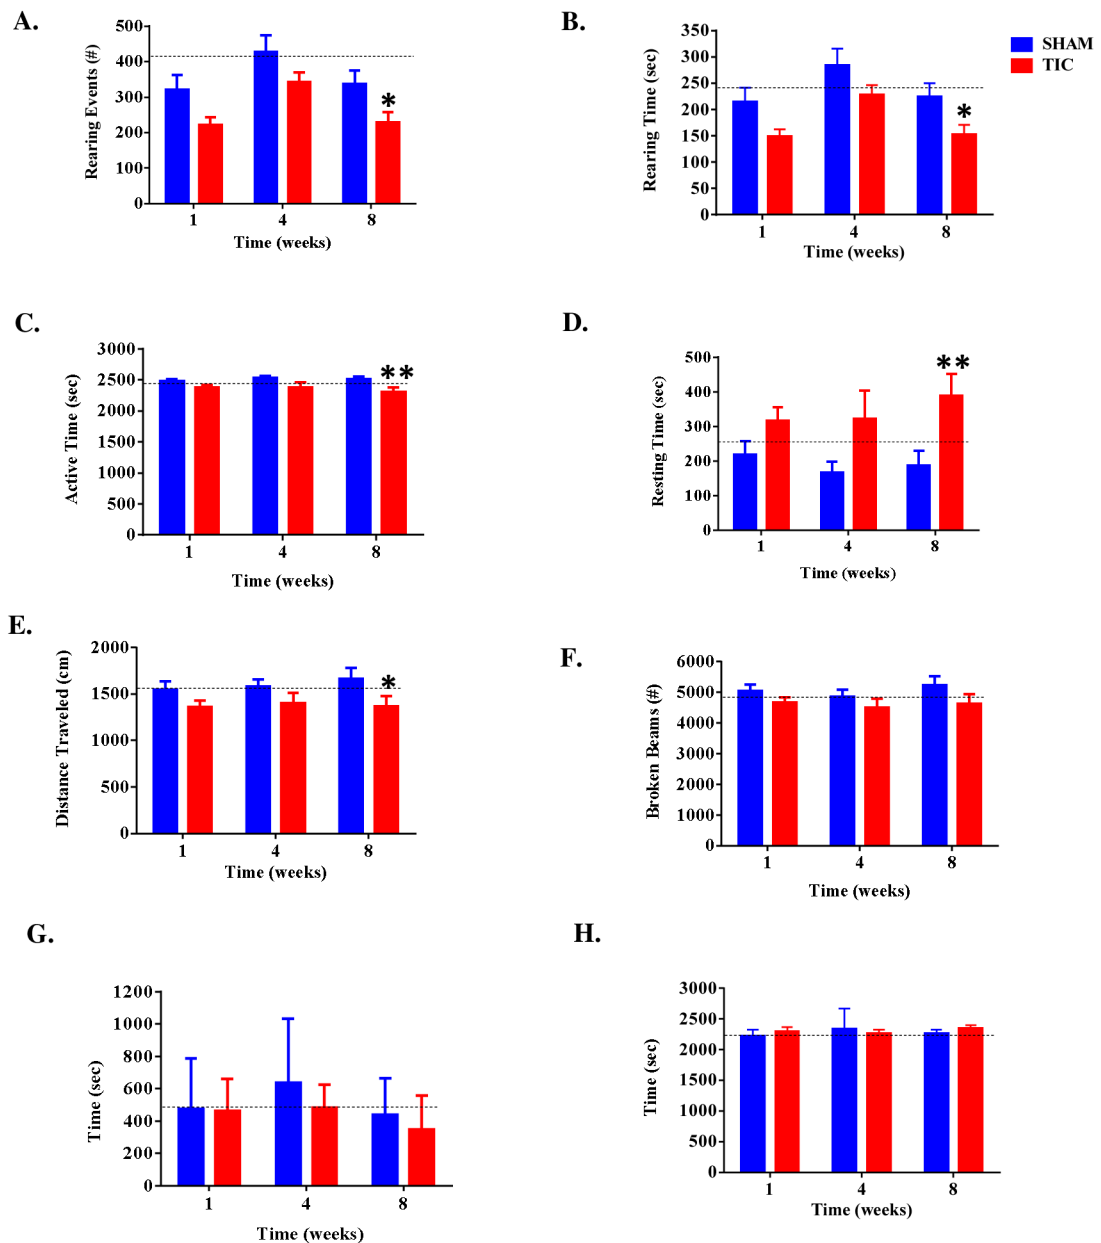 A.
Rearing Events (#)
500
400
300
200
100
0
*
1 4 8
Time (weeks)
B.
Rearing Time (sec)
350
300
250
200
150
100
50
0
*
1 4 8
Time (weeks)
SHAM
TIC
C.
Active Time (sec)
3000
2500
2000
1500
1000
500
0
**
1 4 8
Time (weeks)
D.
Resting Time (sec)
500
400
300
200
100
0
**
1 4 8
Time (weeks)
E.
Distance Traveled (cm)
2000
1500
1000
500
0
*
1 4 8
Time (weeks)
F.
Broken Beams (#)
6000
5000
4000
3000
2000
1000
0
1 4 8
Time (weeks)
G.
Time (sec)
1200
1000
800
600
400
200
0
1 4 8
Time (weeks)
H.
Time (sec)
3000
2500
2000
1500
1000
500
0
1 4 8
Time (weeks)